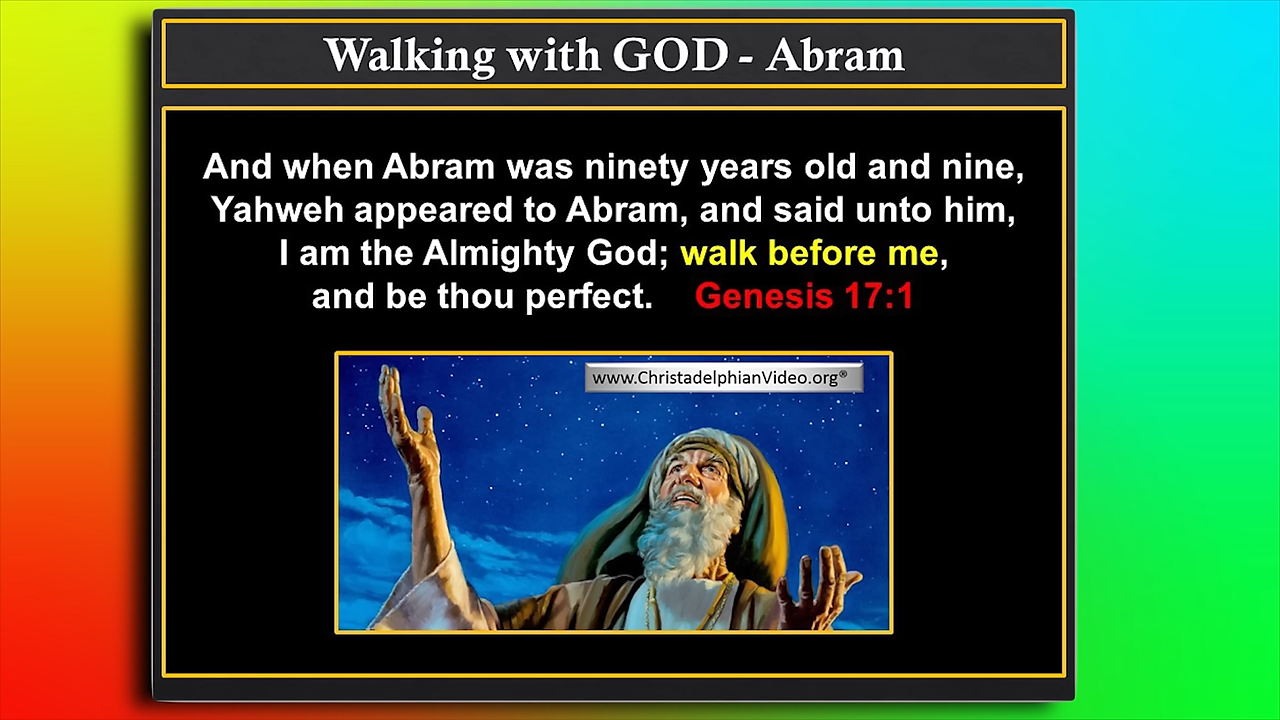 Walking with GOD - Abram
And when Abram was ninety years old and nine,
Yahweh appeared to Abram, and said unto him,
I am the Almighty God; walk before me,
and be thou perfect. Genesis 17:1
www.ChristadelphianVideo.org®